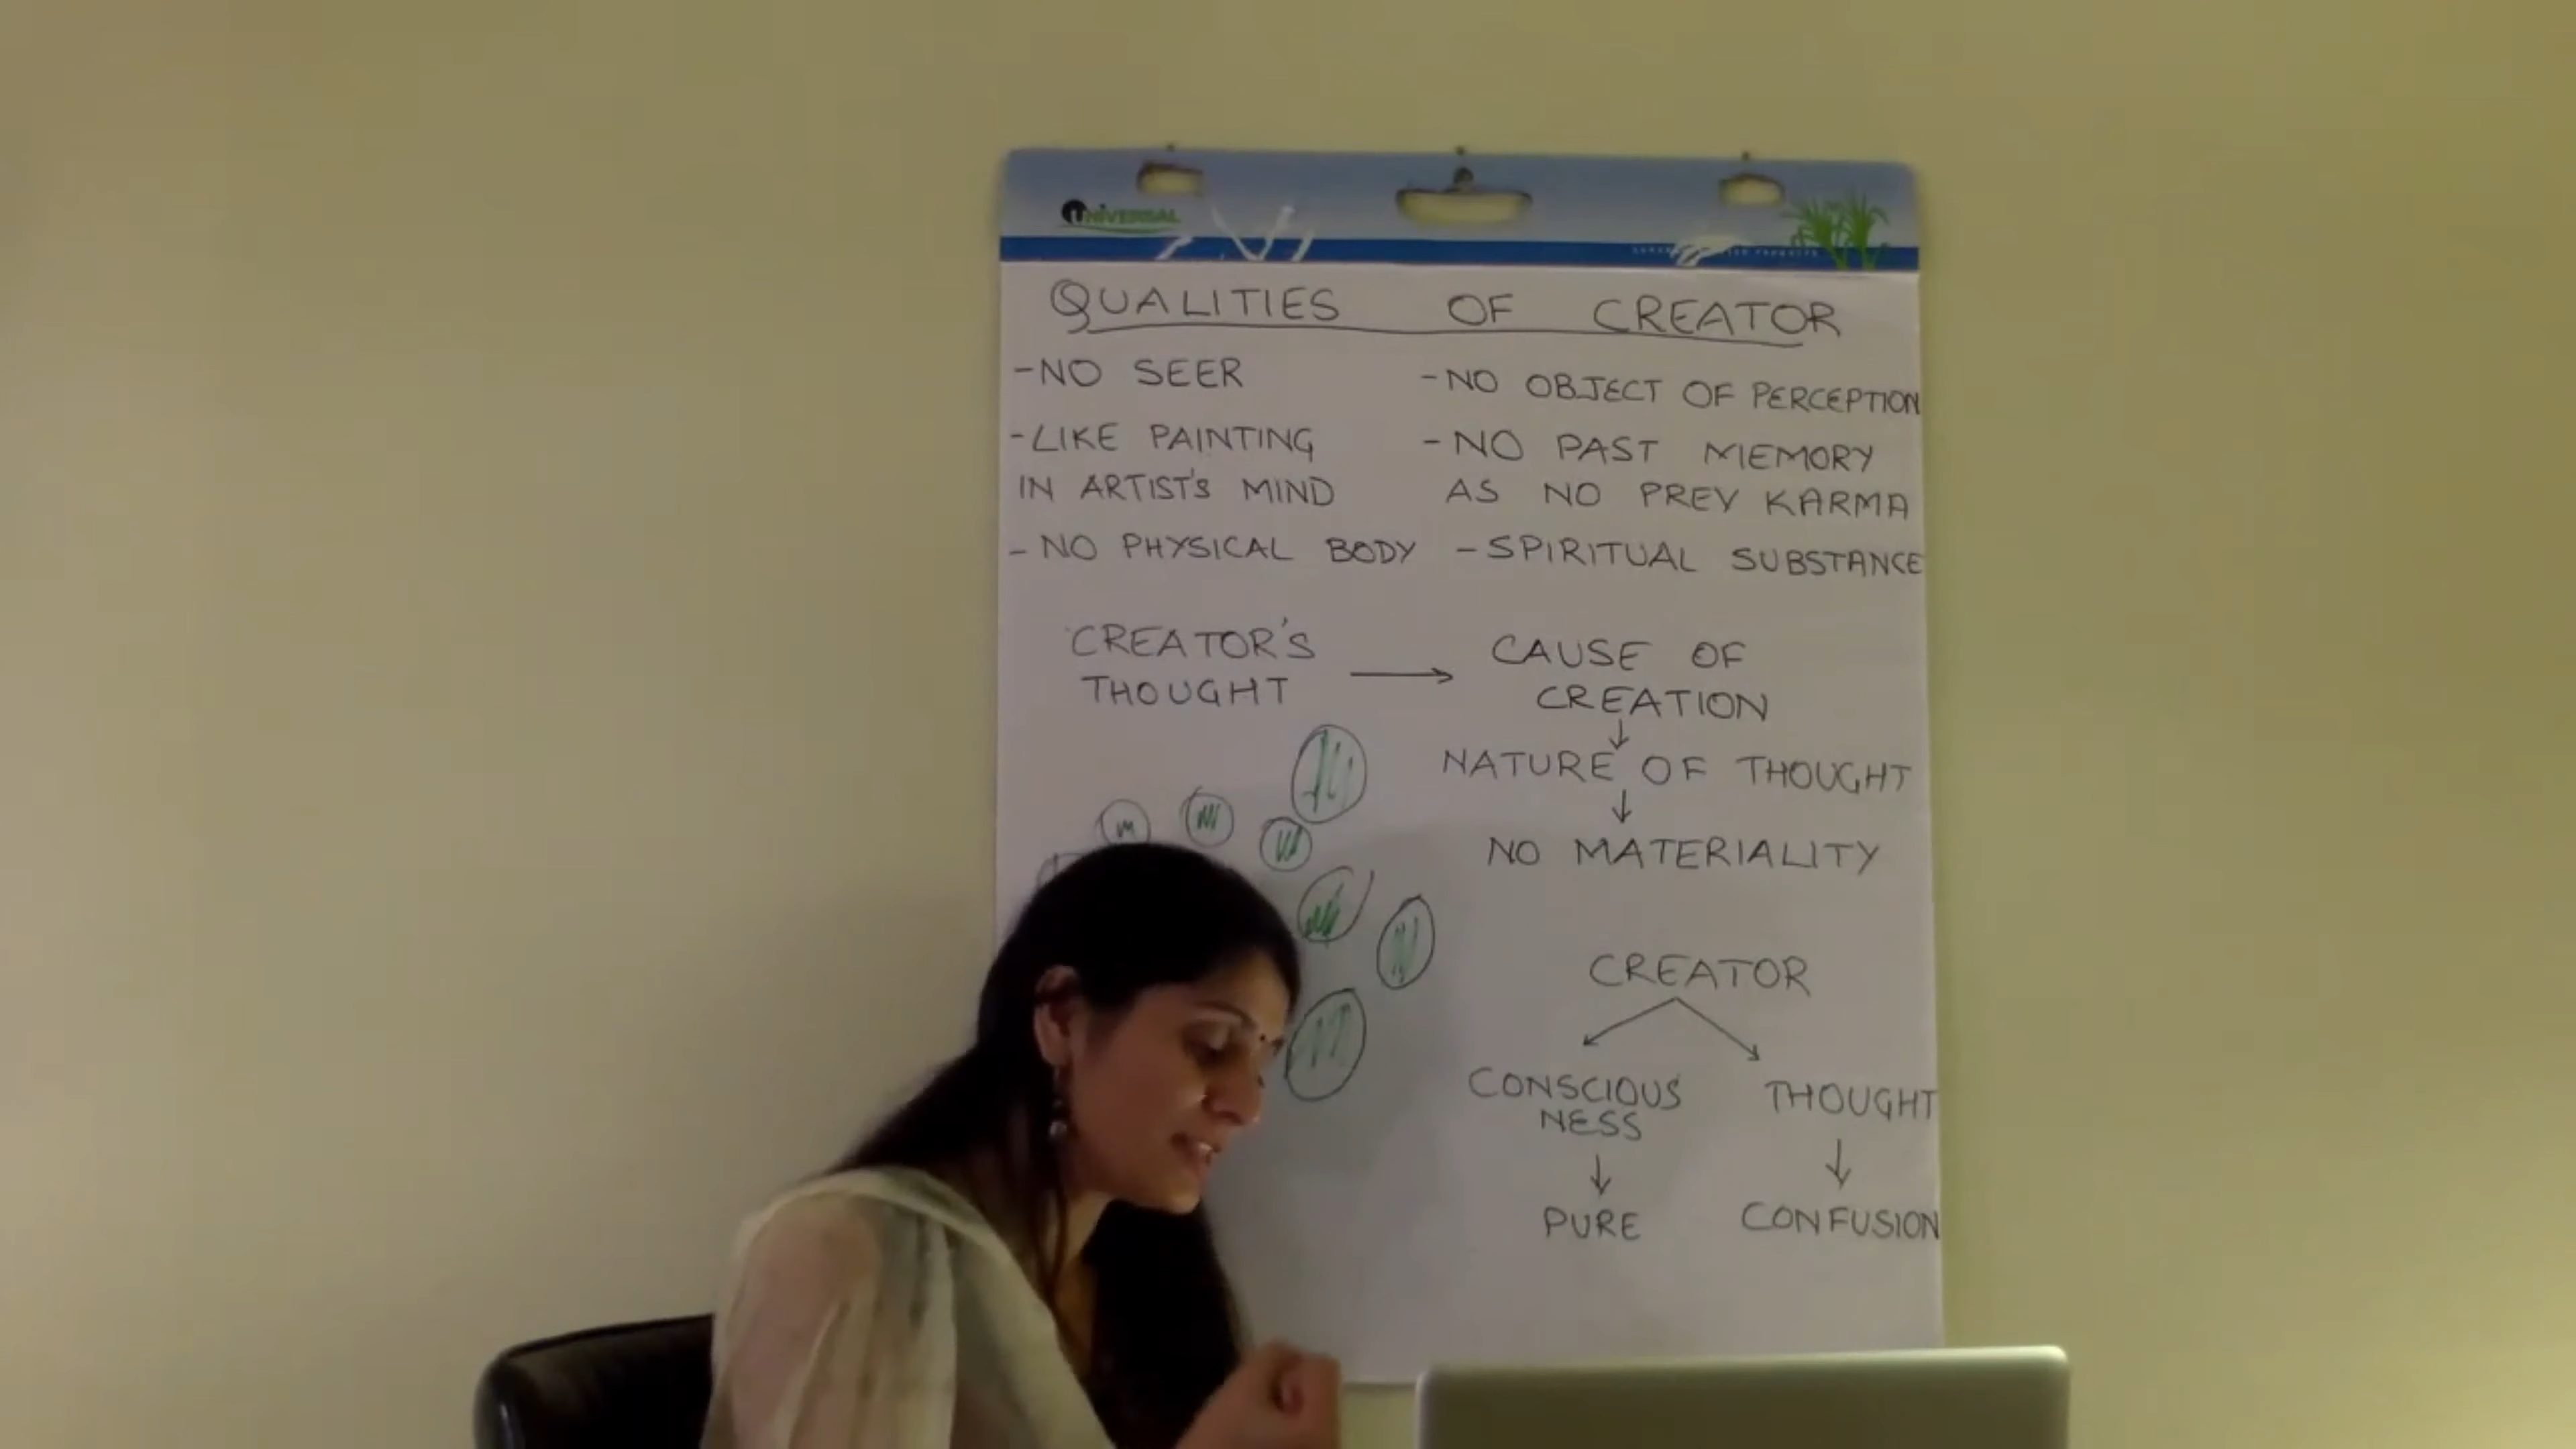 UNIVERSAL
QUALITIES OF CREATOR
-NO SEER
-NO OBJECT OF PERCEPTION
-LIKE PAINTING
IN ARTIST'S MIND
-NO PAST MEMORY
AS NO PREV KARMA
-NO PHYSICAL BODY
-SPIRITUAL SUBSTANCE
CREATOR'S
THOUGHT
CAUSE OF
CREATION
NATURE OF THOUGHT
NO MATERIALITY
CREATOR
CONSCIOUS
NESS
THOUGHT
PURE
CONFUSION